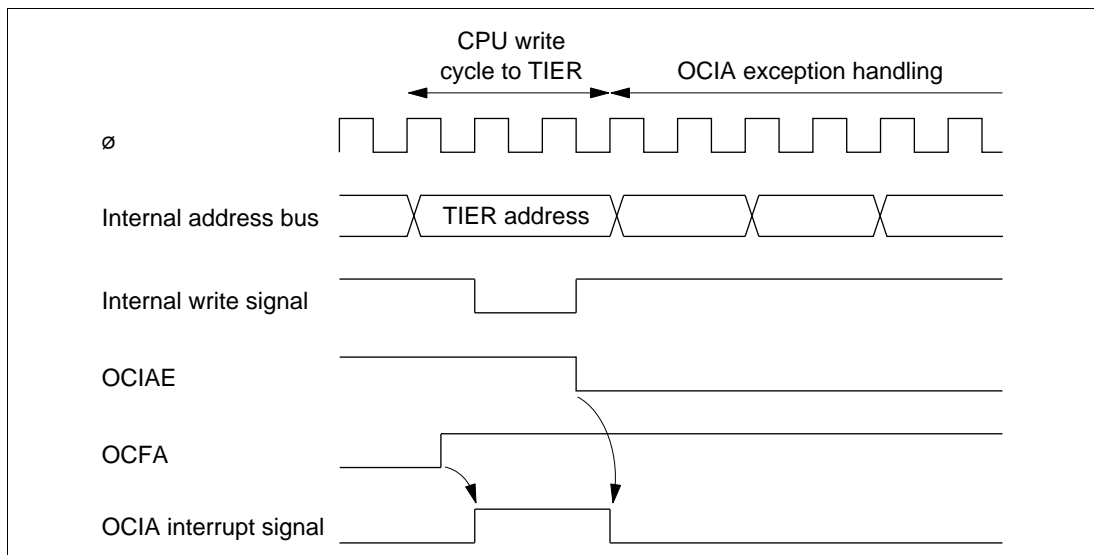 CPU write
cycle to TIER
OCIA exception handling
ø
Internal address bus
TIER address
Internal write signal
OCIAE
OCFA
OCIA interrupt signal